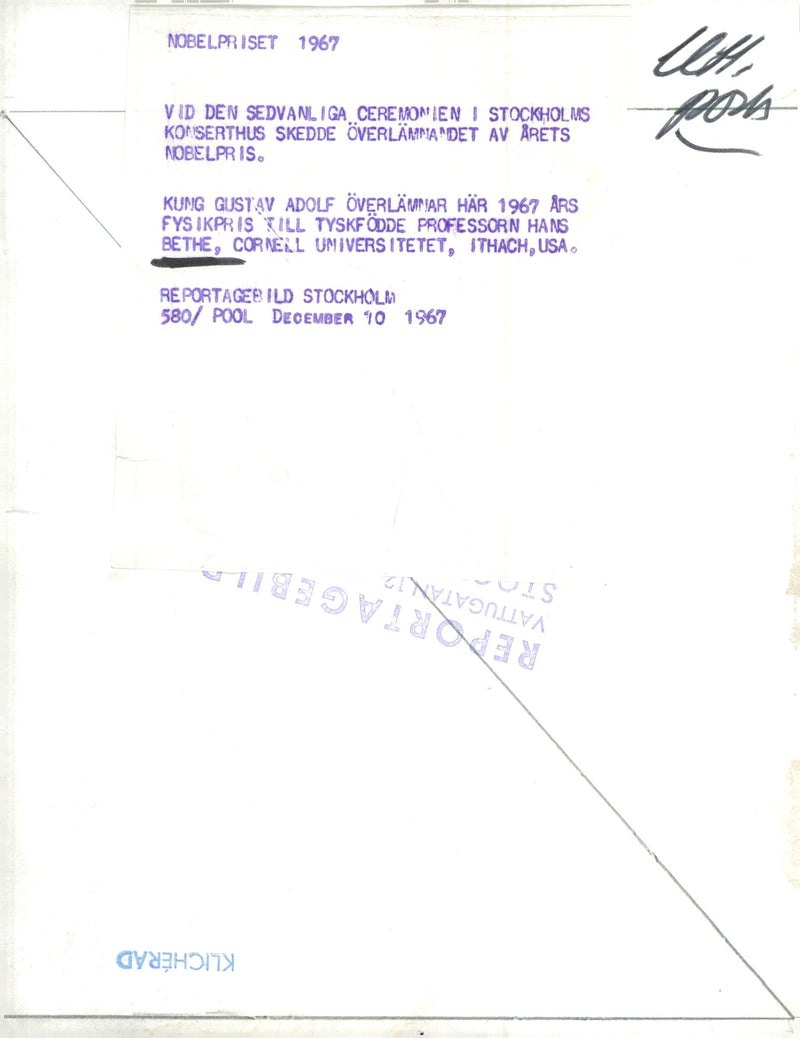 NOBELPRISET 1967
Utl.
VID DEN SEDVANLIGA CEREMONIEN I STOCKHOLMS
KONSERTHUS SKEDDE ÖVERLÄMNANDET AV ÅRETS
NOBELPRIS.
KUNG GUSTAV ADOLF ÖVERLÄMNAR HÄR 1967 ÅRS
FYSIKPRIS TILL TYSKFÖDDE PROFESSORN HANS
BETHE, CORNELL UNIVERSITETET, ITHACH,USA.
REPORTAGEBILD STOCKHOLM
580/ POOL DECEMBER 10 1967
REPORTAGEBILD
VATTUGATAN 12
KLICHÉRAD